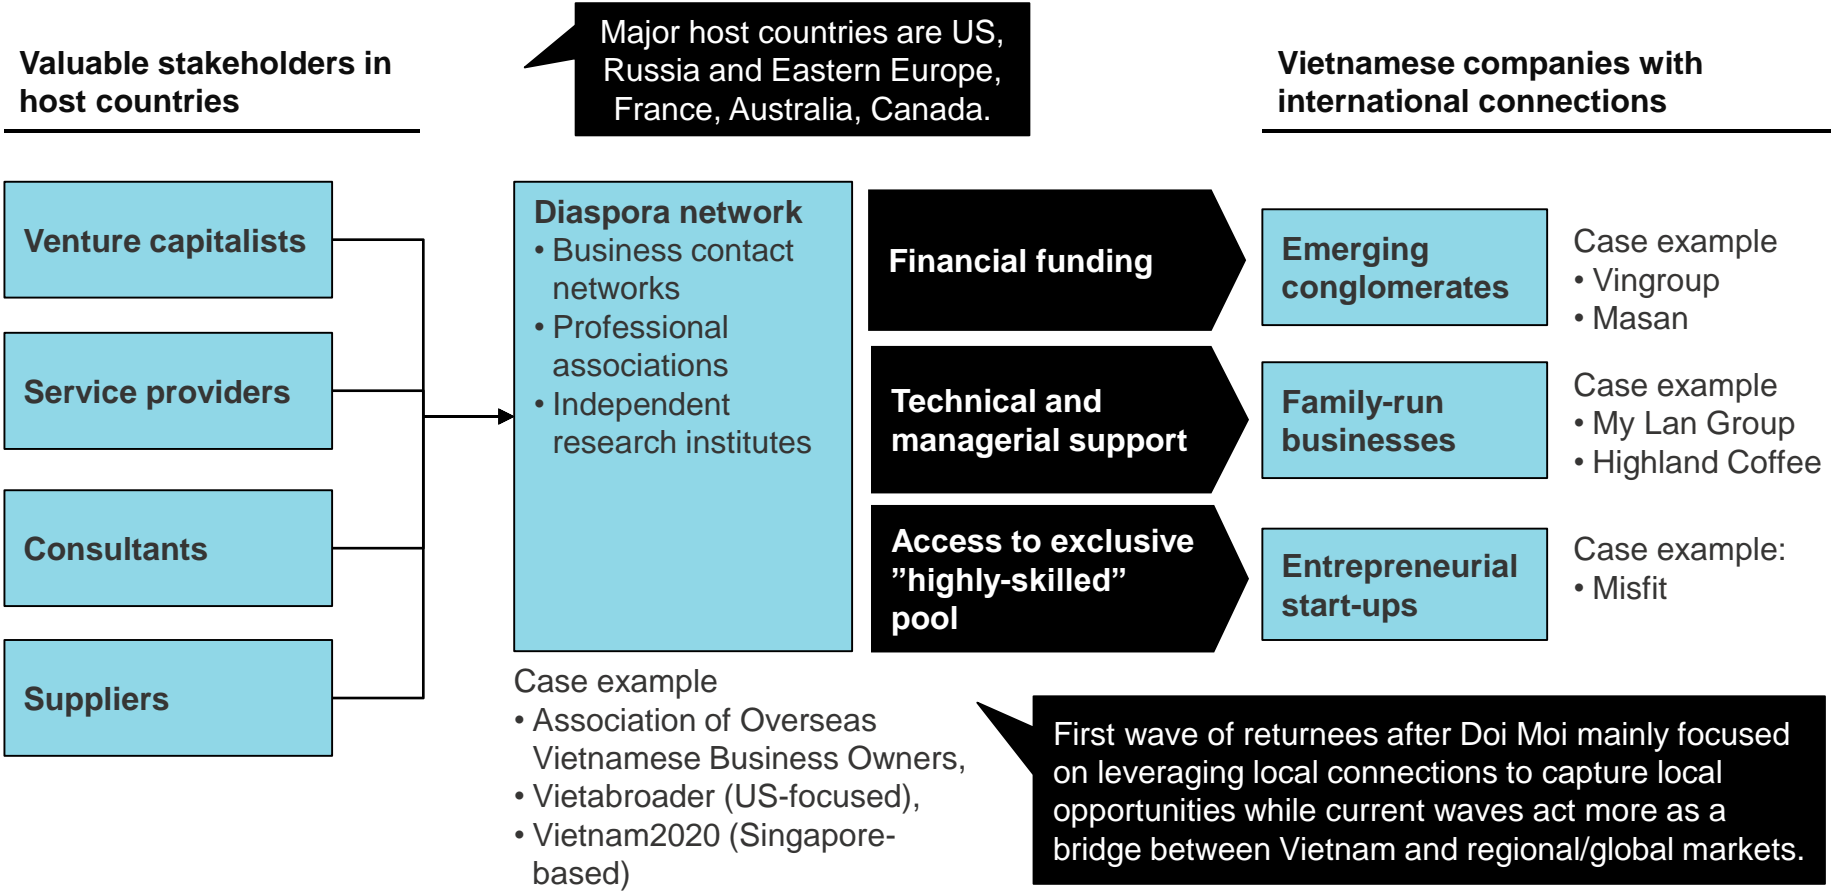 Valuable stakeholders in
host countries
Major host countries are US,
Russia and Eastern Europe,
France, Australia, Canada.
Vietnamese companies with
international connections
Venture capitalists
Service providers
Consultants
Suppliers
Diaspora network
• Business contact
networks
• Professional
associations
• Independent
research institutes
Case example
• Association of Overseas
Vietnamese Business Owners,
• Vietabroader (US-focused),
• Vietnam2020 (Singapore-
based)
Financial funding
Technical and
managerial support
Access to exclusive
”highly-skilled”
pool
Emerging
conglomerates
Case example
• Vingroup
• Masan
Family-run
businesses
Case example
• My Lan Group
• Highland Coffee
Entrepreneurial
start-ups
Case example:
• Misfit
First wave of returnees after Doi Moi mainly focused
on leveraging local connections to capture local
opportunities while current waves act more as a
bridge between Vietnam and regional/global markets.